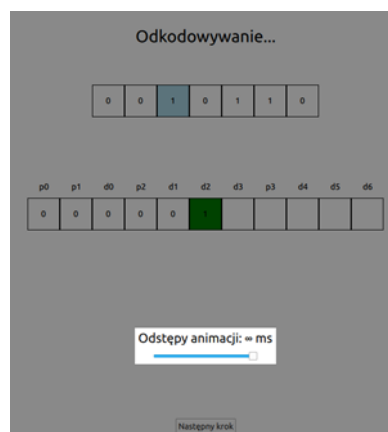 Odkodowywanie...
0 0 1 0 1 1 0
p0 p1 d0 p2 d1 d2 d3 p3 d4 d5 d6
0 0 0 0 0 1
Odstępy animacji: ∞ ms
Następny krok